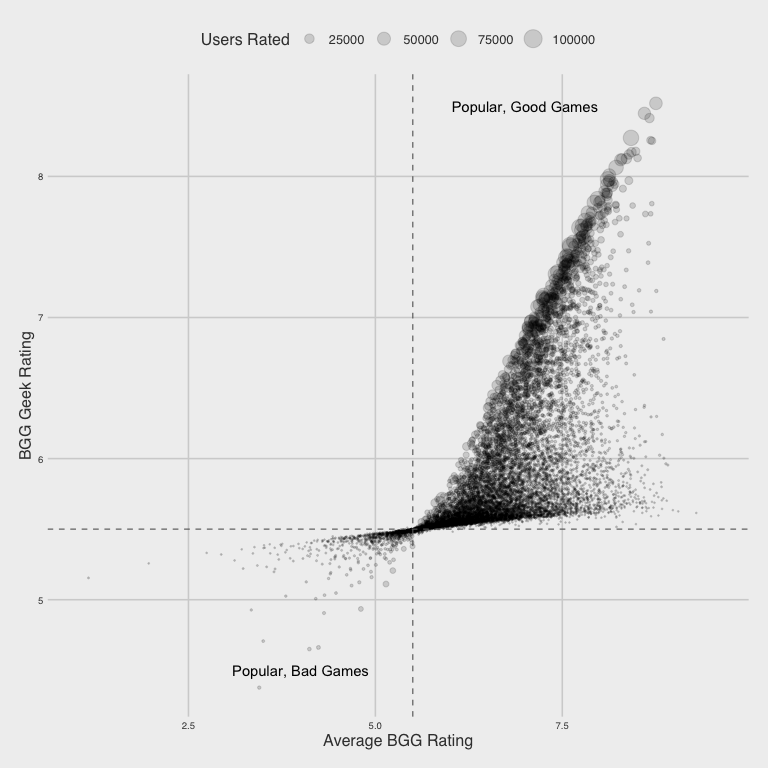 Users Rated 25000 50000 75000 100000
Popular, Good Games
8
7
6
5
BGG Geek Rating
Popular, Bad Games
2.5 5.0 7.5
Average BGG Rating